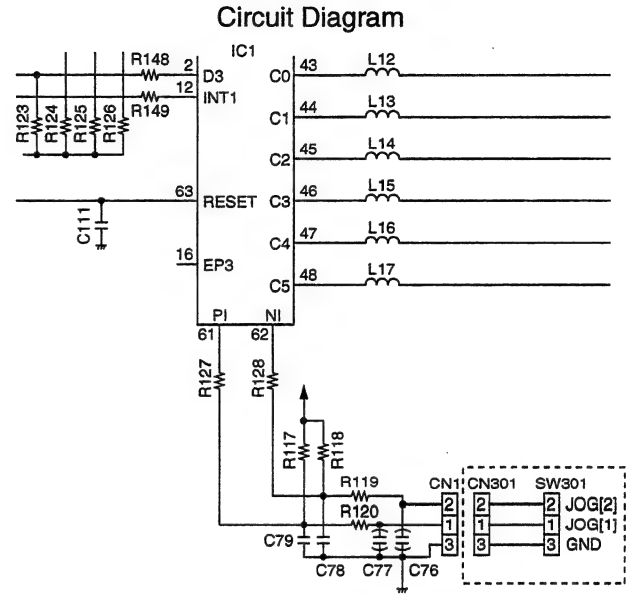 Circuit Diagram
IC1
R148
2
D3
C0
43
L12
12
INT1
R149
R123
R124
R125
R126
C1
44
L13
C2
45
L14
63
RESET
C3
46
L15
C111
C4
47
L16
16
EP3
C5
48
L17
PI
NI
61
62
R127
R128
R117
R118
R119
CN1
CN301
SW301
2
2
2
JOG[2]
R120
1
1
1
JOG[1]
C79
3
3
3
GND
C78
C77
C76